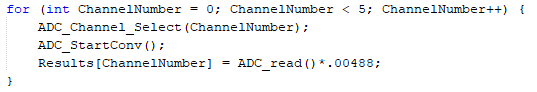 for (int ChannelNumber = 0; ChannelNumber < 5; ChannelNumber++) {
    ADC_Channel_Select(ChannelNumber);
    ADC_StartConv();
    Results[ChannelNumber] = ADC_read()*.00488;
}